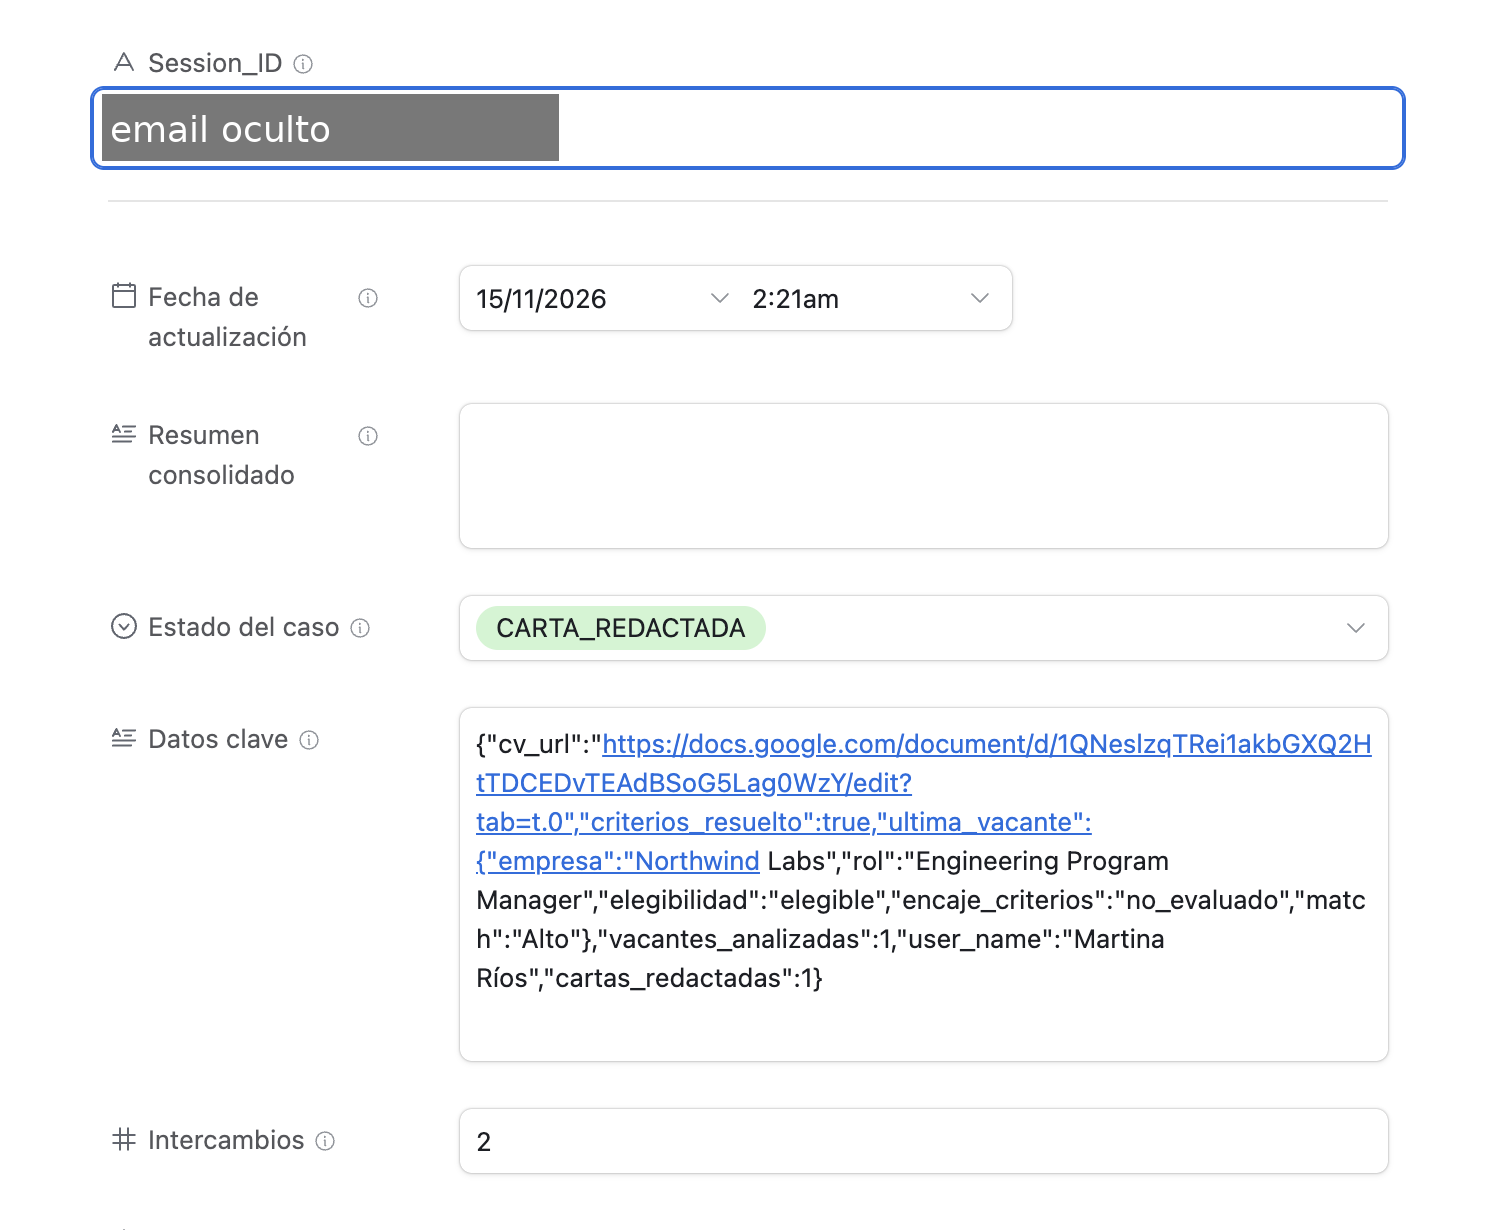 Session_ID
email oculto
Fecha de
actualización
15/11/2026 2:21am
Resumen
consolidado
Estado del caso
CARTA_REDACTADA
Datos clave
{"cv_url":"https://docs.google.com/document/d/1QNeslzqTRei1akbGXQ2H
tTDCEDvTEAdBSoG5Lag0WzY/edit?
tab=t.0","criterios_resuelto":true,"ultima_vacante":
{"empresa":"Northwind Labs","rol":"Engineering Program
Manager","elegibilidad":"elegible","encaje_criterios":"no_evaluado","matc
h":"Alto"},"vacantes_analizadas":1,"user_name":"Martina
Ríos","cartas_redactadas":1}
Intercambios
2